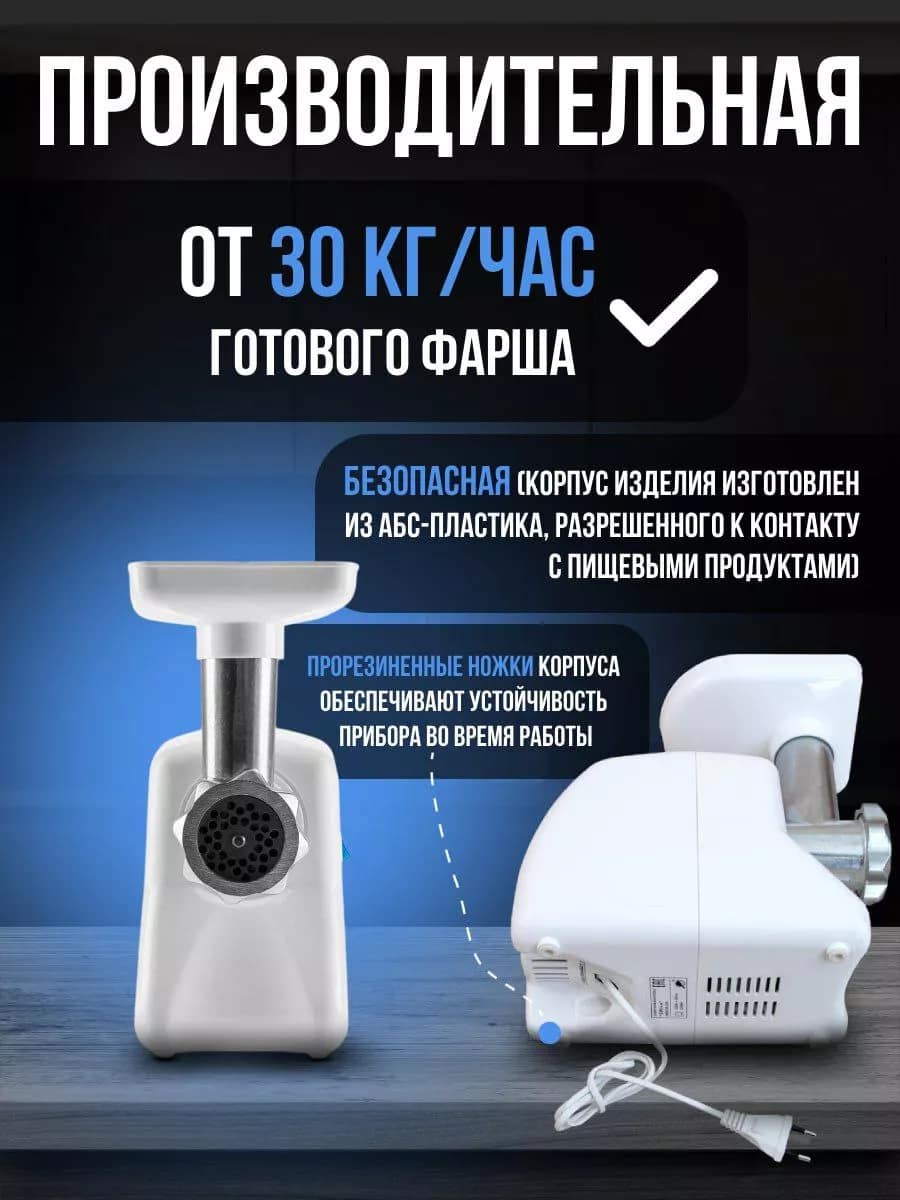 ПРОИЗВОДИТЕЛЬНАЯ
ОТ 30 КГ/ЧАС
ГОТОВОГО ФАРША
БЕЗОПАСНАЯ (КОРПУС ИЗДЕЛИЯ ИЗГОТОВЛЕН
ИЗ АБС-ПЛАСТИКА, РАЗРЕШЕННОГО К КОНТАКТУ
С ПИЩЕВЫМИ ПРОДУКТАМИ)
ПРОРЕЗИНЕННЫЕ НОЖКИ КОРПУСА
ОБЕСПЕЧИВАЮТ УСТОЙЧИВОСТЬ
ПРИБОРА ВО ВРЕМЯ РАБОТЫ